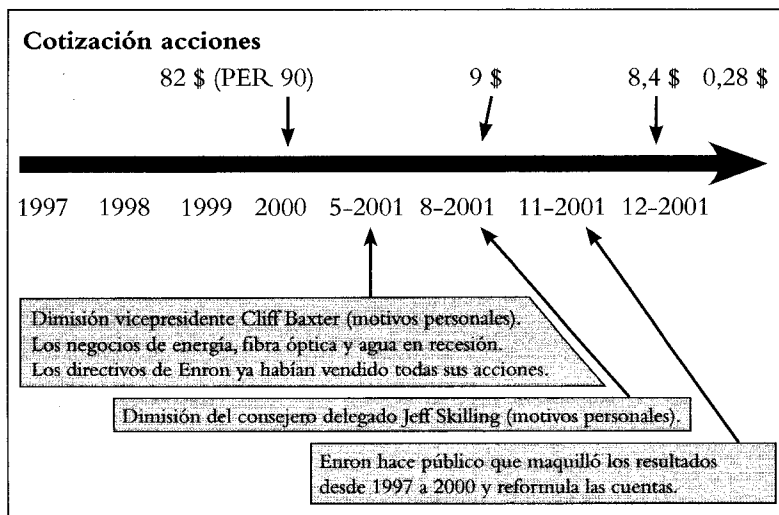 Cotización acciones
82 $ (PER 90) 9 $ 8,4 $ 0,28 $
1997 1998 1999 2000 5-2001 8-2001 11-2001 12-2001
Dimisión vicepresidente Cliff Baxter (motivos personales).
Los negocios de energía, fibra óptica y agua en recesión.
Los directivos de Enron ya habían vendido todas sus acciones.
Dimisión del consejero delegado Jeff Skilling (motivos personales).
Enron hace público que maquilló los resultados
desde 1997 a 2000 y reformula las cuentas.